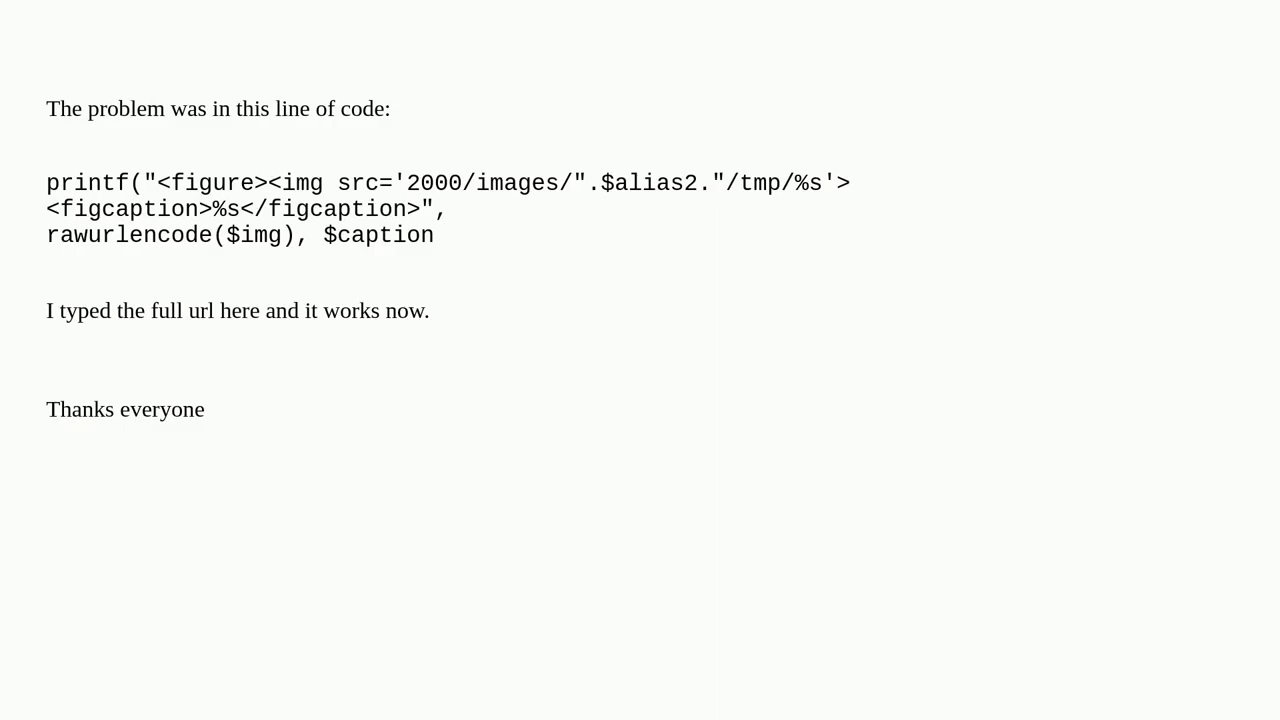 The problem was in this line of code:
printf("<figure><img src='2000/images/".$alias2."/tmp/%s'>
<figcaption>%s</figcaption>",
rawurlencode($img), $caption
I typed the full url here and it works now.
Thanks everyone